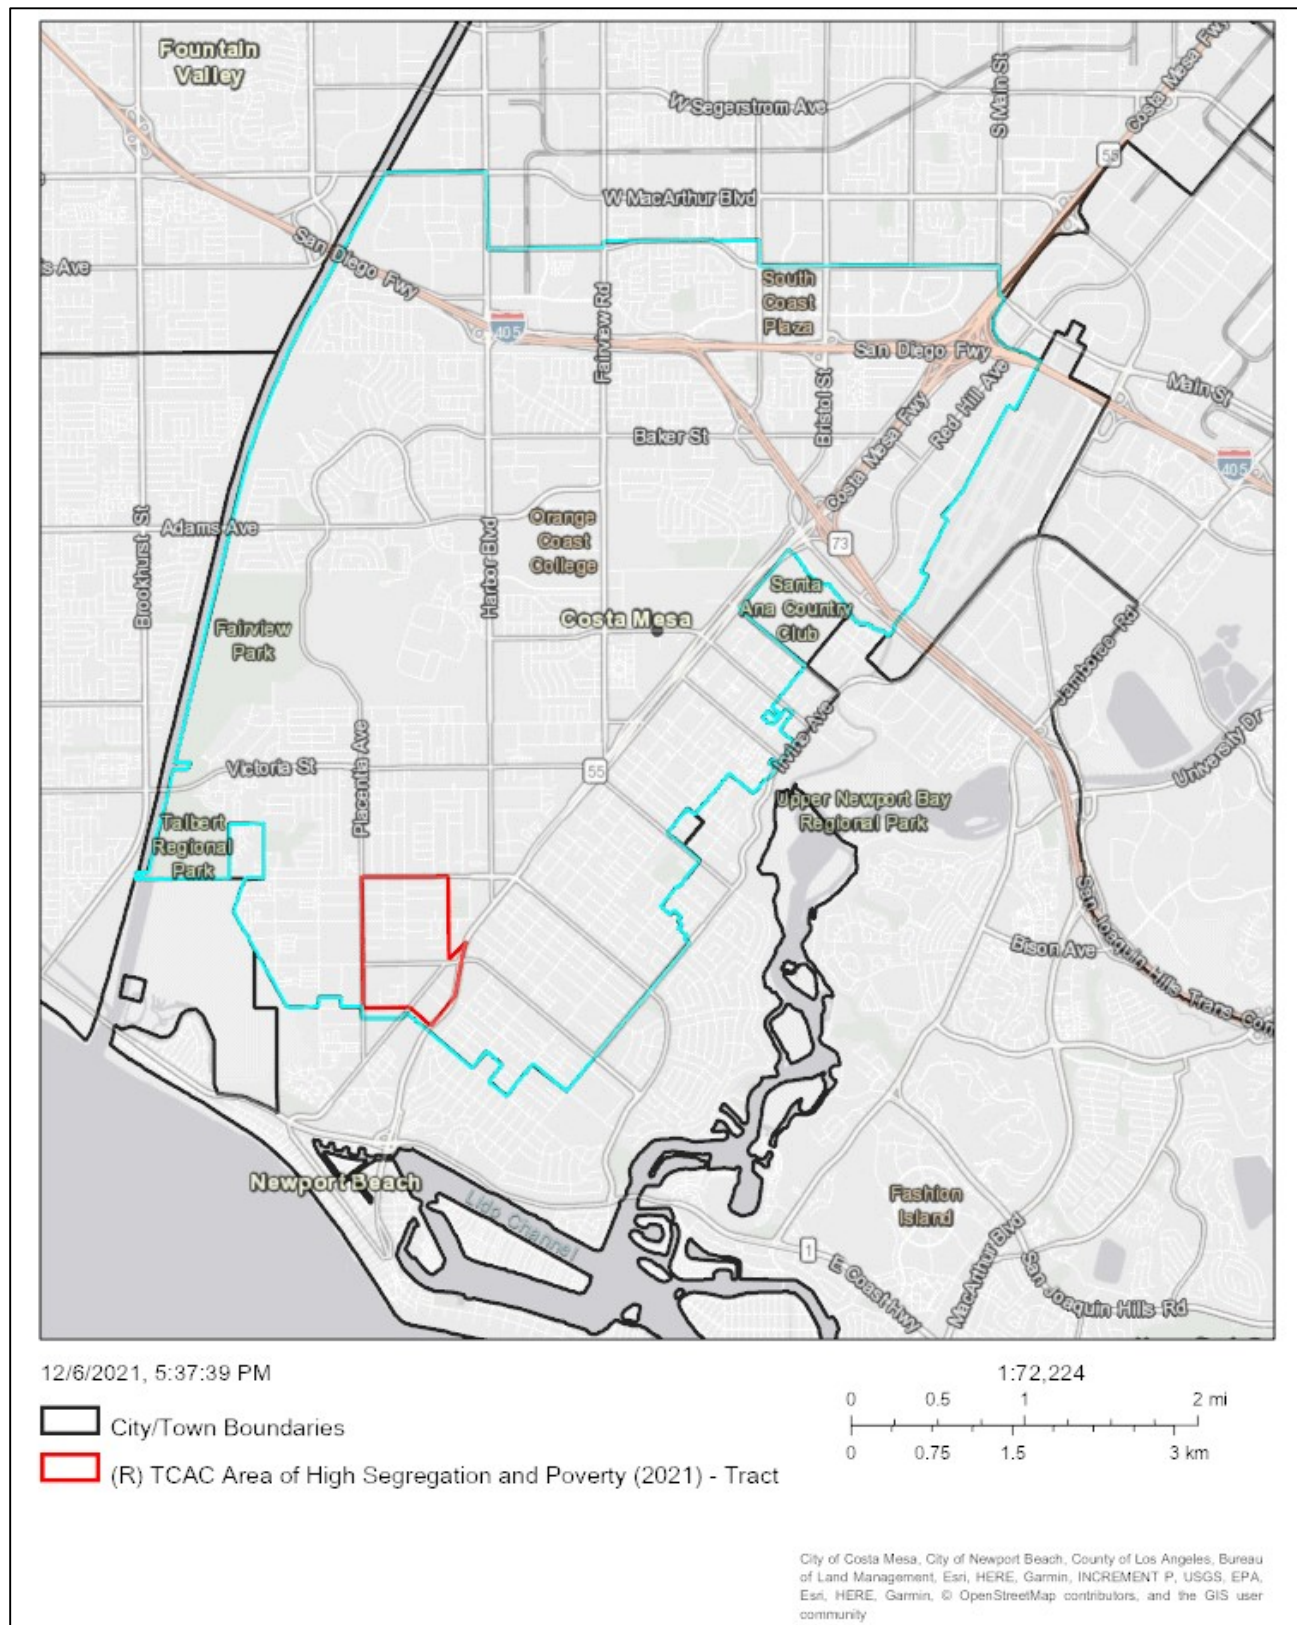 Fountain
Valley
W Segerstrom Ave
S Main St
Costa Mesa Fwy
55
W MacArthur Blvd
San Diego Fwy
s Ave
South
Coast
Plaza
405
Fairview Rd
San Diego Fwy
Red Hill Ave
Main St
Bristol St
Baker St
Costa Mesa Fwy
405
Orange
Coast
College
Adams Ave
Brookhurst St
Harbor Blvd
73
Santa
Ana Country
Club
Costa Mesa
Fairview
Park
Jamboree Rd
University Dr
Irvine Ave
Victoria St
Placentia Ave
55
Upper Newport Bay
Regional Park
Talbert
Regional
Park
Bison Ave
San Joaquin Hills Trans Corr
Newport Beach
Lido Channel
Fashion
Island
1
E Coast Hwy
MacArthur Blvd
San Joaquin Hills Rd
12/6/2021, 5:37:39 PM
1:72,224
0 0.5 1 2 mi
0 0.75 1.5 3 km
City/Town Boundaries
(R) TCAC Area of High Segregation and Poverty (2021) - Tract
City of Costa Mesa, City of Newport Beach, County of Los Angeles, Bureau
of Land Management, Esri, HERE, Garmin, INCREMENT P, USGS, EPA,
Esri, HERE, Garmin, © OpenStreetMap contributors, and the GIS user
community